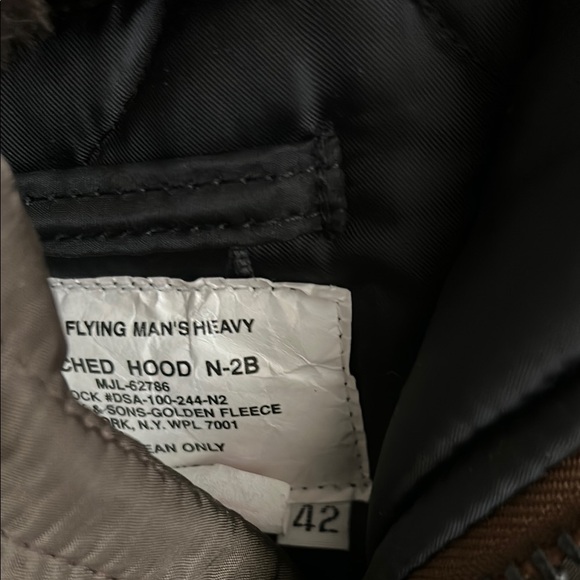 FLYING MAN'S HEAVY
CHED HOOD N-2B
MJL-62786
OCK #DSA-100-244-N2
& SONS-GOLDEN FLEECE
RK, N.Y. WPL 7001
EAN ONLY
42